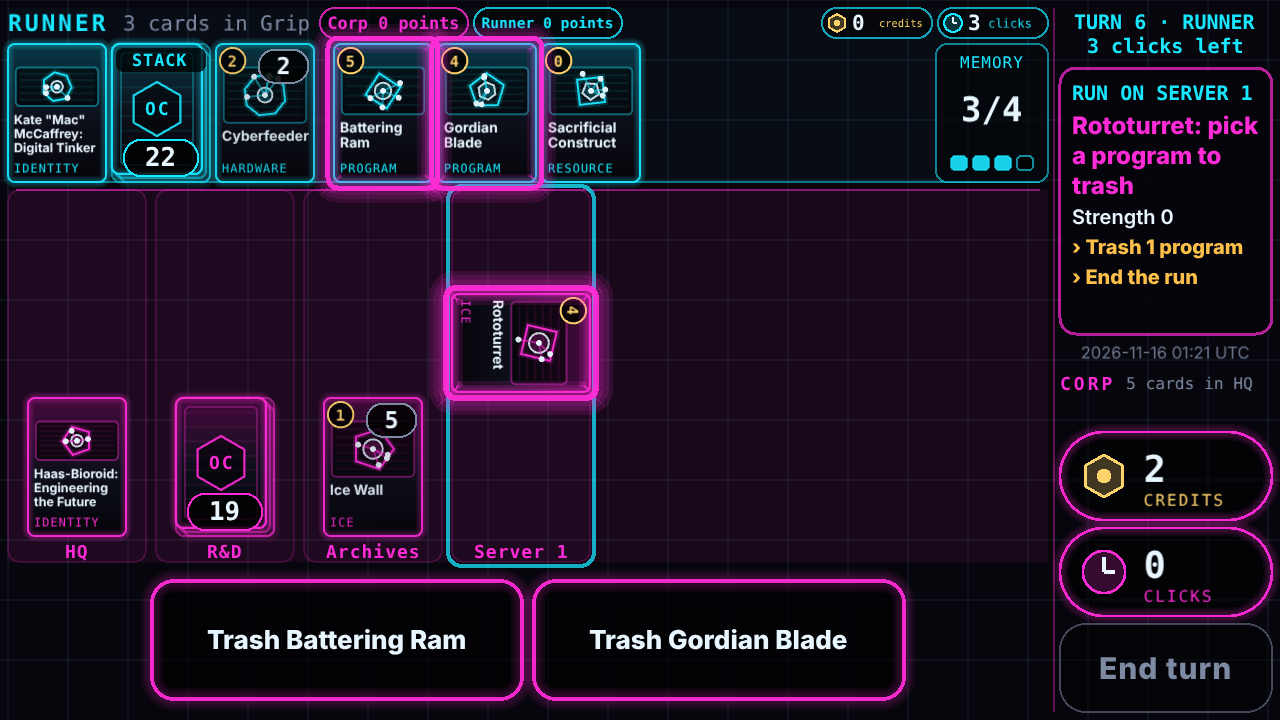 RUNNER 3 cards in Grip Corp 0 points Runner 0 points 0 credits 3 clicks
Kate "Mac"
McCaffrey:
Digital Tinker
IDENTITY
STACK
OC
22
2
2
Cyberfeeder
HARDWARE
5
Battering
Ram
PROGRAM
4
Gordian
Blade
PROGRAM
0
Sacrificial
Construct
RESOURCE
MEMORY
3/4
TURN 6 · RUNNER
3 clicks left
RUN ON SERVER 1
Rototurret: pick
a program to
trash
Strength 0
› Trash 1 program
› End the run
2026-11-16 01:21 UTC
CORP 5 cards in HQ
4
Rototurret
ICE
Haas-Bioroid:
Engineering
the Future
IDENTITY
HQ
OC
19
R&D
1
5
Ice Wall
ICE
Archives
Server 1
2
CREDITS
0
CLICKS
End turn
Trash Battering Ram
Trash Gordian Blade